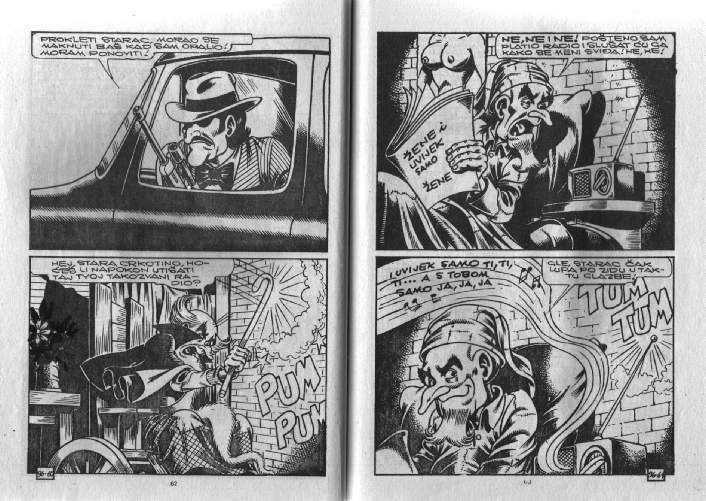 PROKLETI STARAC, MORAO SE
MAKNUTI BAŠ KAD SAM OPALIO!
MORAM PONOVITI!
HEJ, STARA CRKOTINO, HO-
ĆEŠ LI NAPOKON UTIŠATI
TAJ TVOJ TAKOZVANI RA-
DIO?
PUM
PUM
62
NE, NE I NE! POŠTENO SAM
PLATIO RADIO I SLUŠAT ĆU GA
KAKO SE MENI SVIĐA! HE, HE!
ŽENE i
UVIJEK
SAMO
ŽENE
I UVIJEK SAMO TI, TI,
TI... A S TOBOM
SAMO JA, JA, JA
GLE, STARAC ČAK
LUPA PO ZIDU U TAK-
TU GLAZBE!
TUM
TUM
63